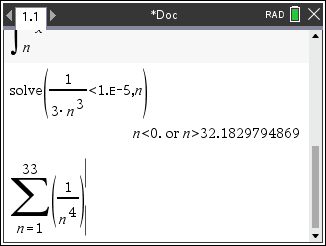 1.1 *Doc RAD
∫ n
solve(1/(3·n^3)<1.E-5,n)
n<0. or n>32.1829794869
∑_{n=1}^{33}(1/n^4)